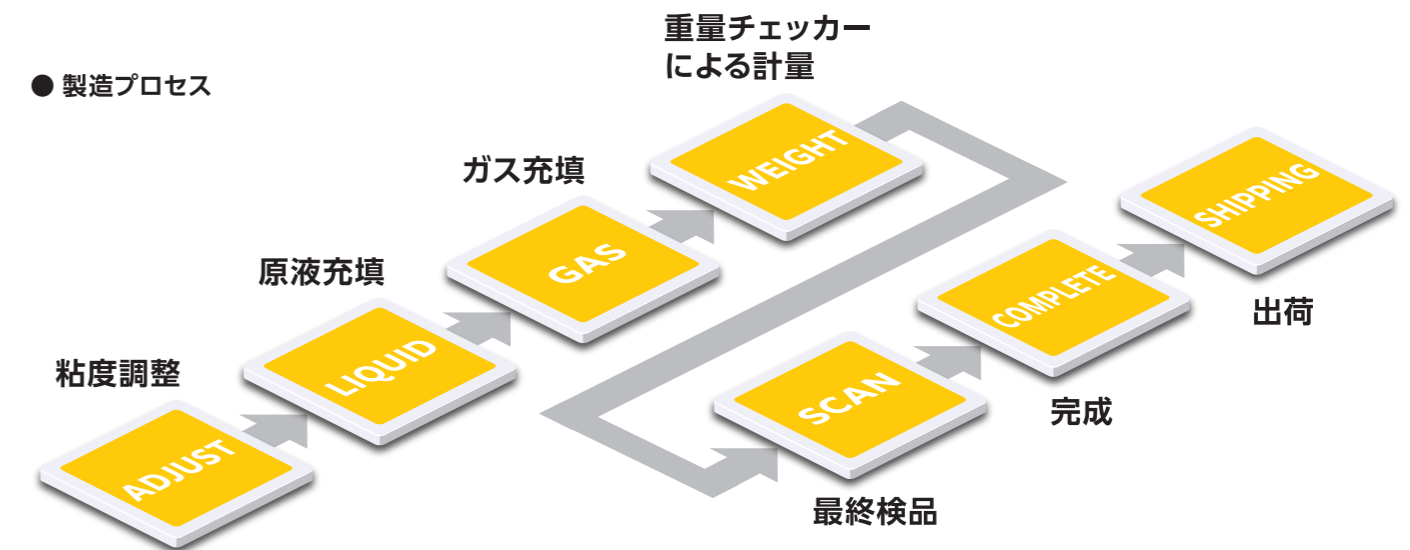 ● 製造プロセス
粘度調整
ADJUST
原液充填
LIQUID
ガス充填
GAS
重量チェッカー
による計量
WEIGHT
SCAN
最終検品
COMPLETE
完成
SHIPPING
出荷